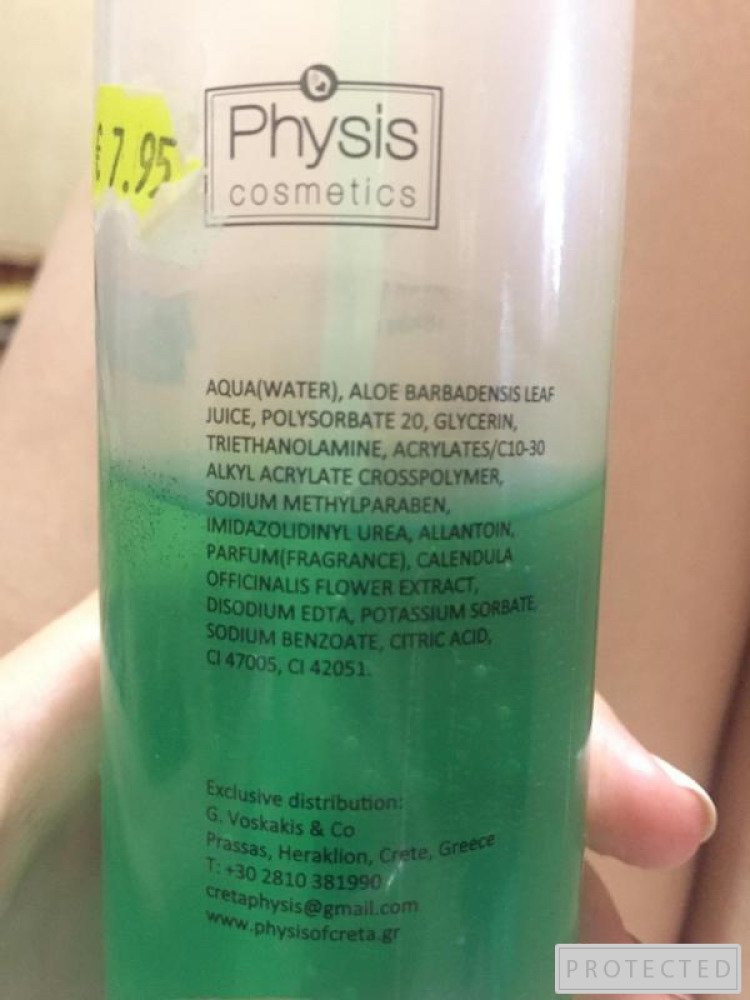 Physis
cosmetics
€7.95
AQUA(WATER), ALOE BARBADENSIS LEAF
JUICE, POLYSORBATE 20, GLYCERIN,
TRIETHANOLAMINE, ACRYLATES/C10-30
ALKYL ACRYLATE CROSSPOLYMER,
SODIUM METHYLPARABEN,
IMIDAZOLIDINYL UREA, ALLANTOIN,
PARFUM(FRAGRANCE), CALENDULA
OFFICINALIS FLOWER EXTRACT,
DISODIUM EDTA, POTASSIUM SORBATE,
SODIUM BENZOATE, CITRIC ACID,
CI 47005, CI 42051.
Exclusive distribution:
G. Voskakis & Co
Prassas, Heraklion, Crete, Greece
T: +30 2810 381990
cretaphysis@gmail.com
www.physisofcreta.gr
PROTECTED